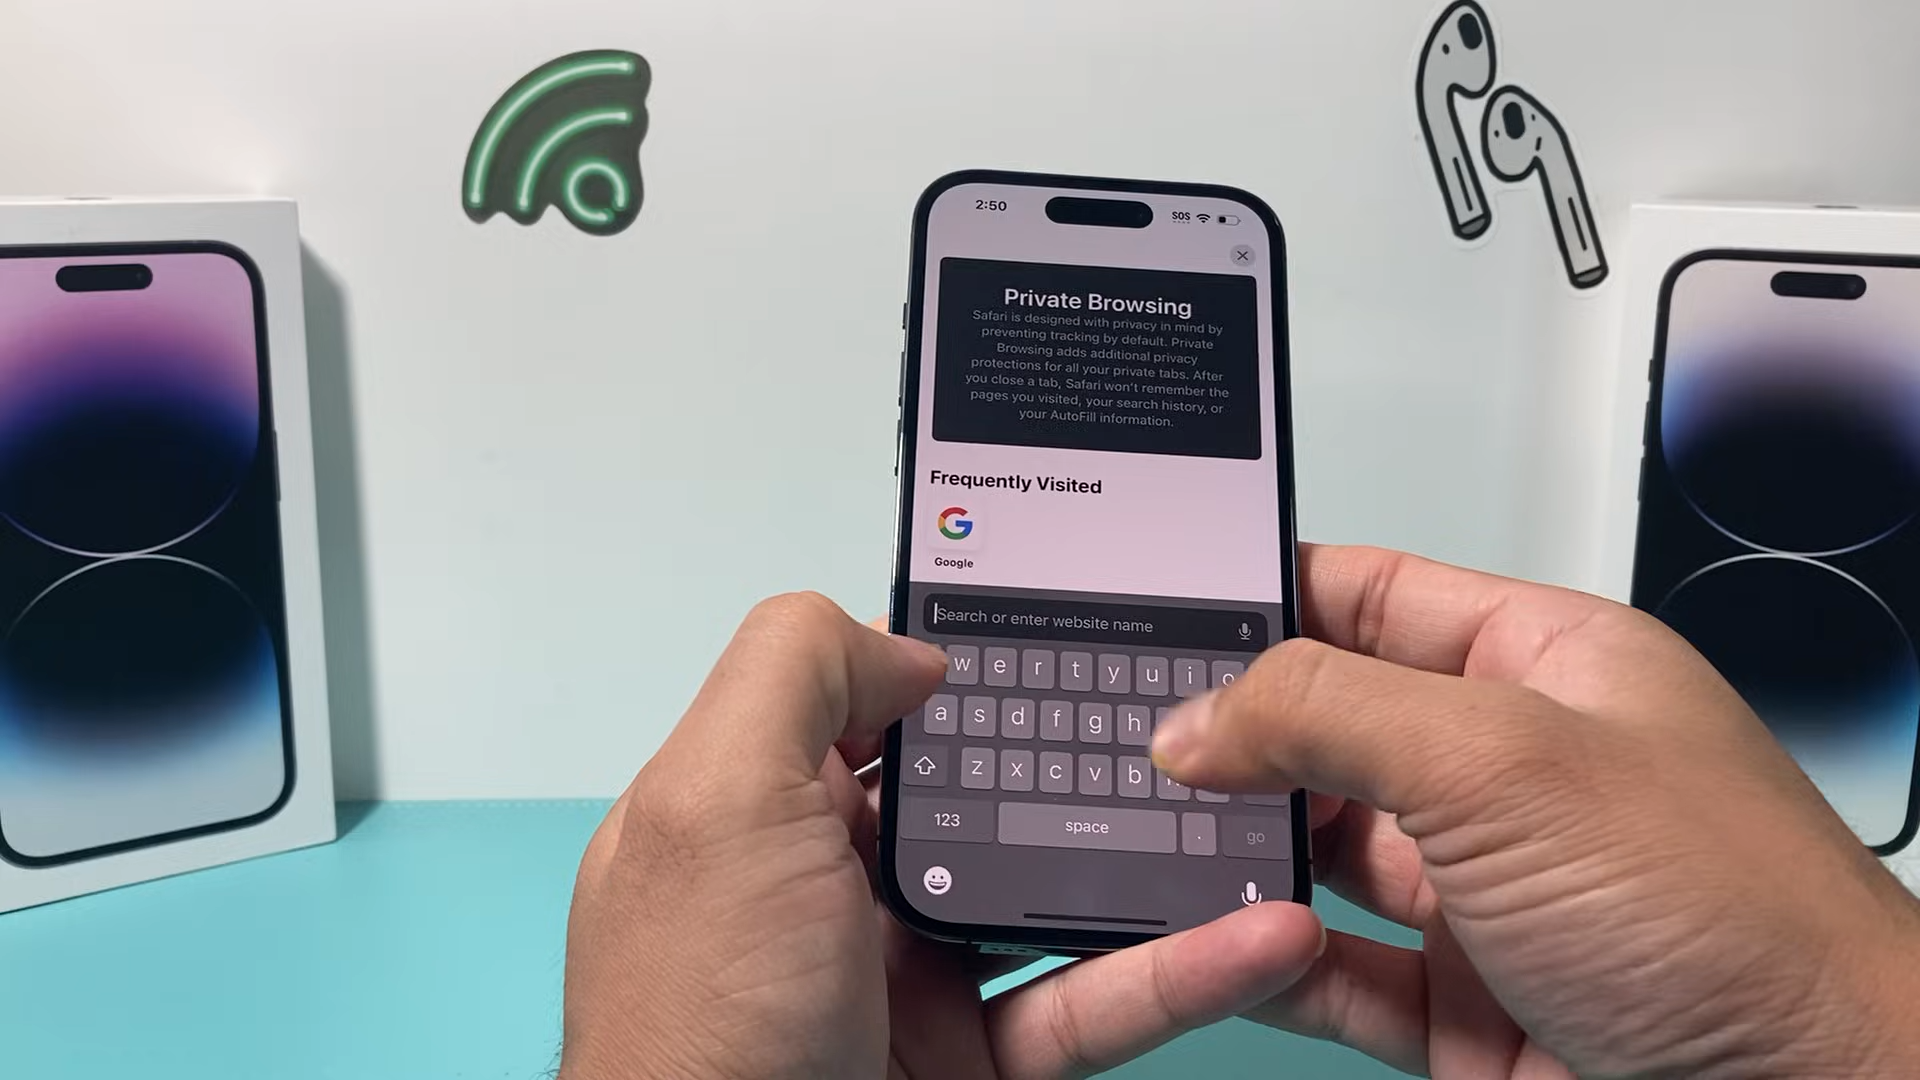 2:50
SOS
Private Browsing
Safari is designed with privacy in mind by
preventing tracking by default. Private
Browsing adds additional privacy
protections for all your private tabs. After
you close a tab, Safari won't remember the
pages you visited, your search history, or
your AutoFill information.
Frequently Visited
Google
Search or enter website name
w e r t y u i o
a s d f g h
z x c v b
123 space . go